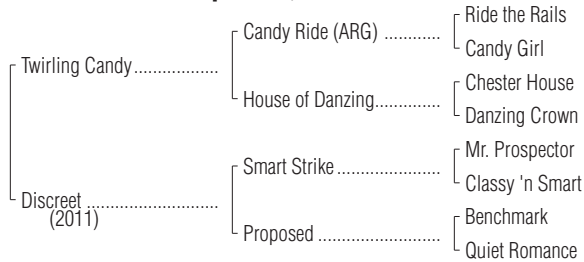 Ride the Rails
Candy Ride (ARG) ............
Candy Girl
Twirling Candy..................
Chester House
House of Danzing..............
Danzing Crown
Mr. Prospector
Smart Strike ......................
Classy 'n Smart
Discreet ............................
(2011)
Benchmark
Proposed ..........................
Quiet Romance